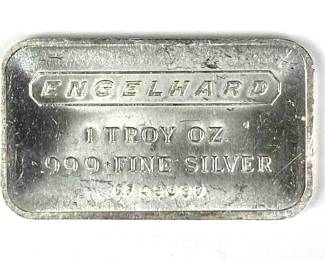 ENGELHARD
1 TROY OZ.
.999+FINE SILVER